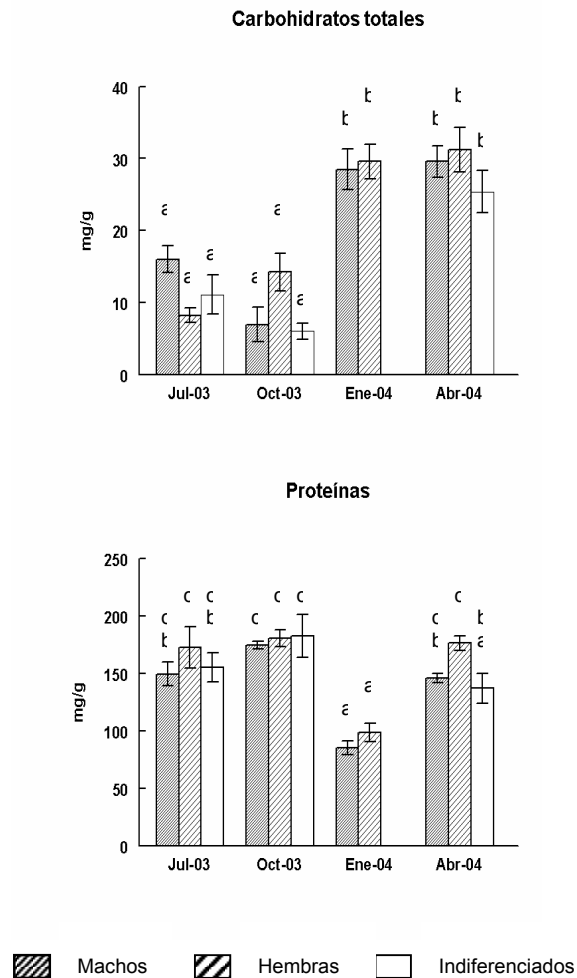 Carbohidratos totales
mg/g
40
30
20
10
0
a a a
a a a
b b
b b b
Jul-03 Oct-03 Ene-04 Abr-04
Proteínas
mg/g
250
200
150
100
50
0
c c c
b b
c c c
a a
c c b
b a
Jul-03 Oct-03 Ene-04 Abr-04
Machos Hembras Indiferenciados